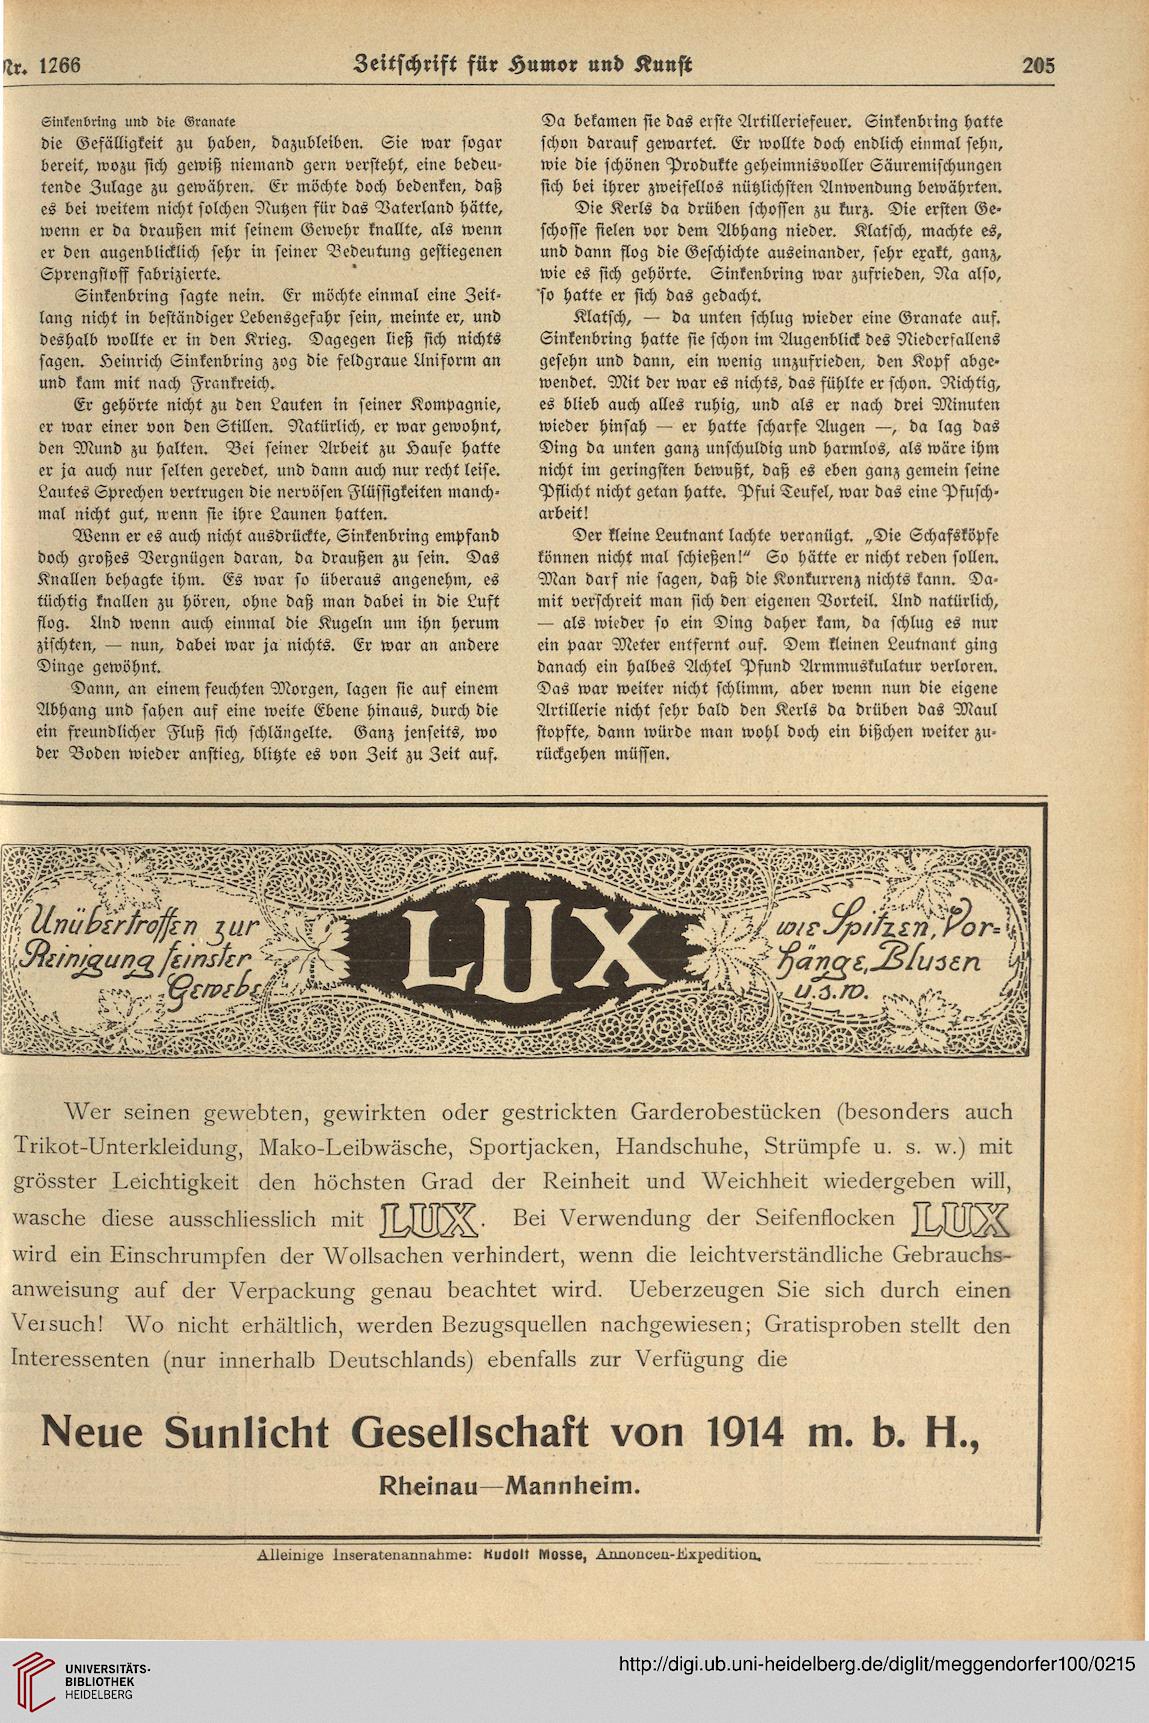 Nr. 1266
Zeitschrift für Humor und Kunst
205
Sinkenbring und die Granate
die Gefälligkeit zu haben, dazubleiben. Sie war sogar
bereit, wozu sich gewiß niemand gern versteht, eine bedeu-
tende Zulage zu gewähren. Er möchte doch bedenken, daß
es bei weitem nicht solchen Nutzen für das Vaterland hätte,
wenn er da draußen mit seinem Gewehr knallte, als wenn
er den augenblicklich sehr in seiner Bedeutung gestiegenen
Sprengstoff fabrizierte.
Sinkenbring sagte nein. Er möchte einmal eine Zeit-
lang nicht in beständiger Lebensgefahr sein, meinte er, und
deshalb wollte er in den Krieg. Dagegen ließ sich nichts
sagen. Heinrich Sinkenbring zog die feldgraue Uniform an
und kam mit nach Frankreich.
Er gehörte nicht zu den Lauten in seiner Kompagnie,
er war einer von den Stillen. Natürlich, er war gewohnt,
den Mund zu halten. Bei seiner Arbeit zu Hause hatte
er ja auch nur selten geredet, und dann auch nur recht leise.
Lautes Sprechen vertrugen die nervösen Flüssigkeiten manch-
mal nicht gut, wenn sie ihre Launen hatten.
Wenn er es auch nicht ausdrückte, Sinkenbring empfand
doch großes Vergnügen daran, da draußen zu sein. Das
Knallen behagte ihm. Es war so überaus angenehm, es
tüchtig knallen zu hören, ohne daß man dabei in die Luft
flog. Und wenn auch einmal die Kugeln um ihn herum
zischten, — nun, dabei war ja nichts. Er war an andere
Dinge gewöhnt.
Dann, an einem feuchten Morgen, lagen sie auf einem
Abhang und sahen auf eine weite Ebene hinaus, durch die
ein freundlicher Fluß sich schlängelte. Ganz jenseits, wo
der Boden wieder anstieg, blitzte es von Zeit zu Zeit auf.
Da bekamen sie das erste Artilleriefeuer. Sinkenbring hatte
schon darauf gewartet. Er wollte doch endlich einmal sehn,
wie die schönen Produkte geheimnisvoller Säuremischungen
sich bei ihrer zweifellos nützlichsten Anwendung bewährten.
Die Kerls da drüben schossen zu kurz. Die ersten Ge-
schosse fielen vor dem Abhang nieder. Klatsch, machte es,
und dann flog die Geschichte auseinander, sehr exakt, ganz,
wie es sich gehörte. Sinkenbring war zufrieden, Na also,
so hatte er sich das gedacht.
Klatsch, — da unten schlug wieder eine Granate auf.
Sinkenbring hatte sie schon im Augenblick des Niederfallens
gesehn und dann, ein wenig unzufrieden, den Kopf abge-
wendet. Mit der war es nichts, das fühlte er schon. Richtig,
es blieb auch alles ruhig, und als er nach drei Minuten
wieder hinsah — er hatte scharfe Augen —, da lag das
Ding da unten ganz unschuldig und harmlos, als wäre ihm
nicht im geringsten bewußt, daß es eben ganz gemein seine
Pflicht nicht getan hatte. Pfui Teufel, war das eine Pfusch-
arbeit!
Der kleine Leutnant lachte vergnügt. „Die Schafsköpfe
können nicht mal schießen!“ So hätte er nicht reden sollen.
Man darf nie sagen, daß die Konkurrenz nichts kann. Da-
mit verschreit man sich den eigenen Vorteil. Und natürlich,
— als wieder so ein Ding daher kam, da schlug es nur
ein paar Meter entfernt auf. Dem kleinen Leutnant ging
danach ein halbes Achtel Pfund Armmuskulatur verloren.
Das war weiter nicht schlimm, aber wenn nun die eigene
Artillerie nicht sehr bald den Kerls da drüben das Maul
stopfte, dann würde man wohl doch ein bißchen weiter zu-
rückgehen müssen.
Unübertroffen zur
Reinigung feinster
Gewebe
LUX
wie Spitzen, Vor-
hänge, Blusen
u.s.w.
Wer seinen gewebten, gewirkten oder gestrickten Garderobestücken (besonders auch
Trikot-Unterkleidung, Mako-Leibwäsche, Sportjacken, Handschuhe, Strümpfe u. s. w.) mit
grösster Leichtigkeit den höchsten Grad der Reinheit und Weichheit wiedergeben will,
wasche diese ausschliesslich mit LUX. Bei Verwendung der Seifenflocken LUX
wird ein Einschrumpfen der Wollsachen verhindert, wenn die leichtverständliche Gebrauchs-
anweisung auf der Verpackung genau beachtet wird. Ueberzeugen Sie sich durch einen
Versuch! Wo nicht erhältlich, werden Bezugsquellen nachgewiesen; Gratisproben stellt den
Interessenten (nur innerhalb Deutschlands) ebenfalls zur Verfügung die
Neue Sunlicht Gesellschaft von 1914 m. b. H.,
Rheinau—Mannheim.
Alleinige Inseratenannahme: Rudolf Mosse, Annoncen-Expedition.
UNIVERSITÄTS-
BIBLIOTHEK
HEIDELBERG
http://digi.ub.uni-heidelberg.de/diglit/meggendorfer100/0215